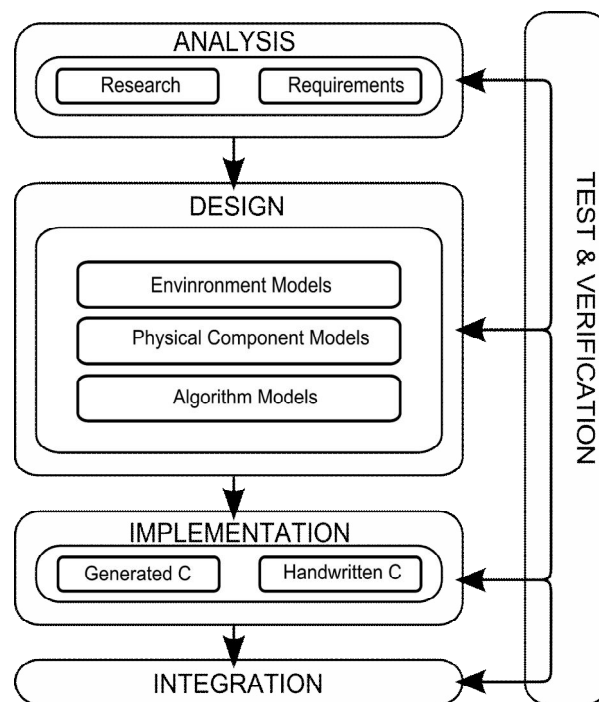 ANALYSIS
Research
Requirements
DESIGN
Envinronment Models
Physical Component Models
Algorithm Models
IMPLEMENTATION
Generated C
Handwritten C
INTEGRATION
TEST & VERIFICATION